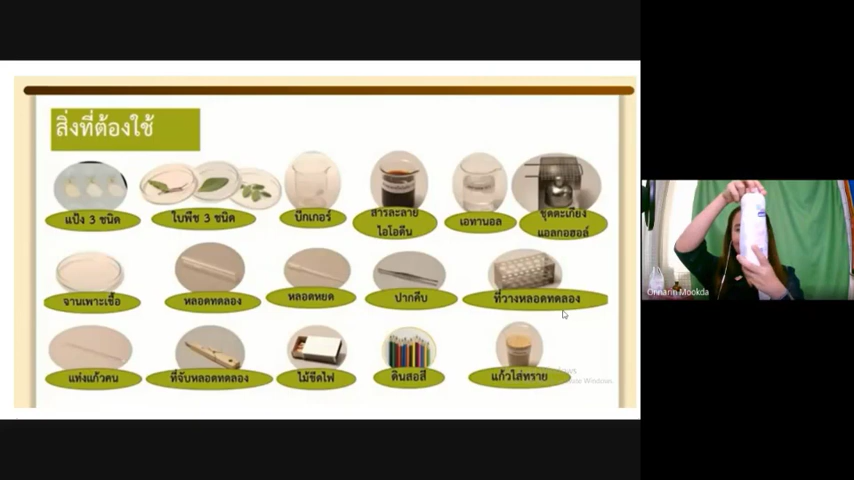 สิ่งที่ต้องใช้
แป้ง 3 ชนิด
ใบพืช 3 ชนิด
บีกเกอร์
สารละลาย
ไอโอดีน
เอทานอล
ชุดตะเกียง
แอลกอฮอล์
จานเพาะเชื้อ
หลอดทดลอง
หลอดหยด
ปากคีบ
ที่วางหลอดทดลอง
แท่งแก้วคน
ที่จับหลอดทดลอง
ไม้ขีดไฟ
ดินสอสี
แก้วใส่ทราย
Windows
Mookda